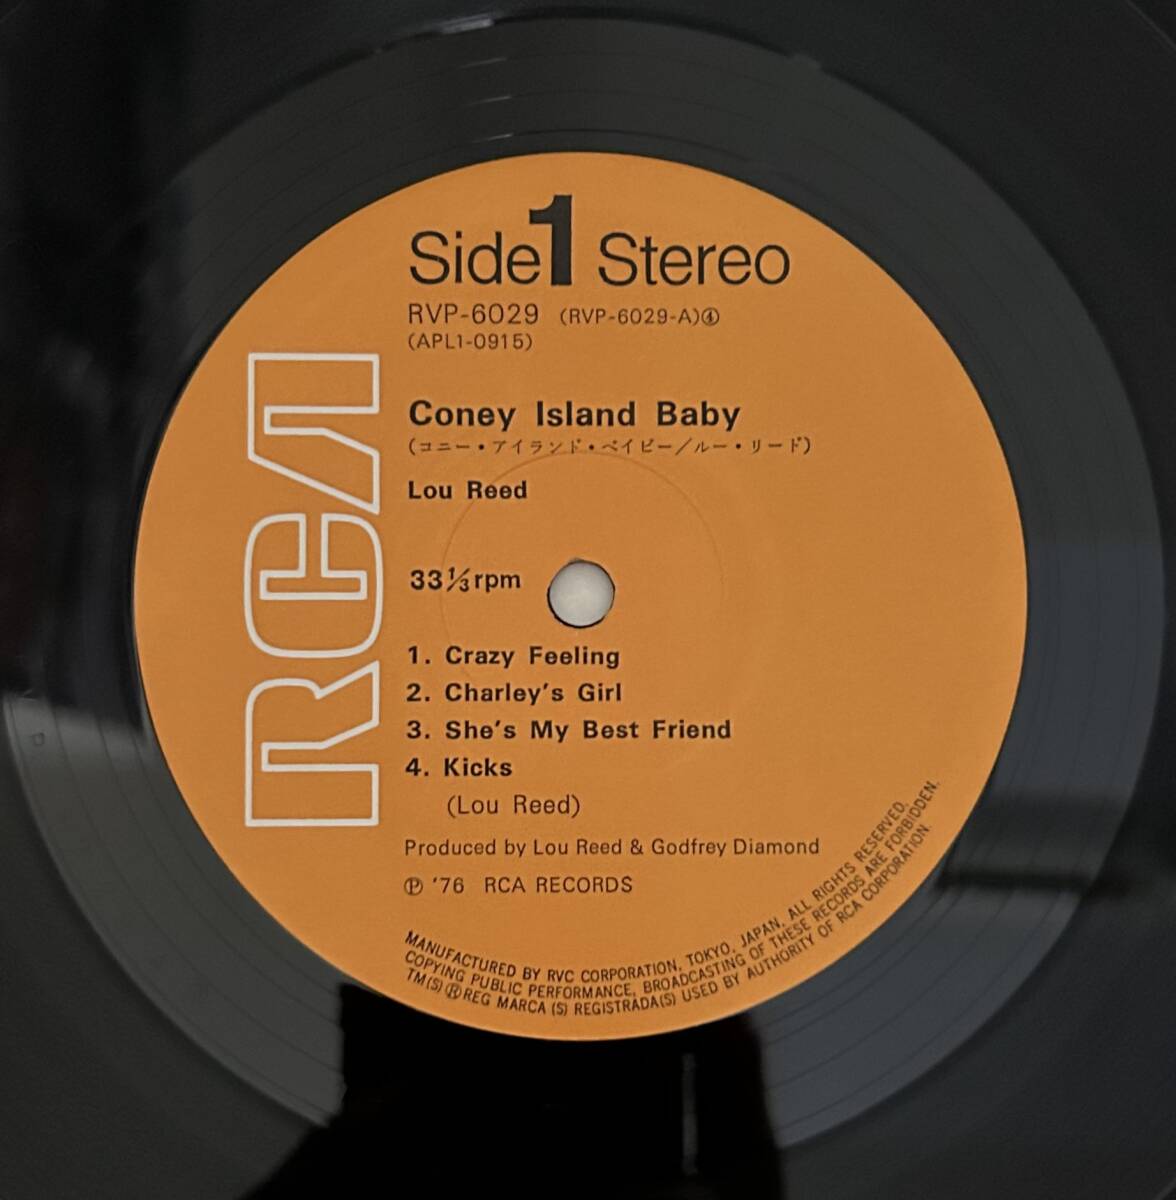 Side 1 Stereo
RVP-6029 (RVP-6029-A)④
(APL1-0915)
Coney Island Baby
(コニー・アイランド・ベイビー/ルー・リード)
Lou Reed
33⅓rpm
1. Crazy Feeling
2. Charley's Girl
3. She's My Best Friend
4. Kicks
(Lou Reed)
Produced by Lou Reed & Godfrey Diamond
Ⓟ '76 RCA RECORDS
MANUFACTURED BY RVC CORPORATION, TOKYO, JAPAN, ALL RIGHTS RESERVED,
COPYING PUBLIC PERFORMANCE, BROADCASTING OF THESE RECORDS ARE FORBIDDEN.
TM(S) ® REG MARCA (S) REGISTRADA(S) USED BY AUTHORITY OF RCA CORPORATION.
RCA